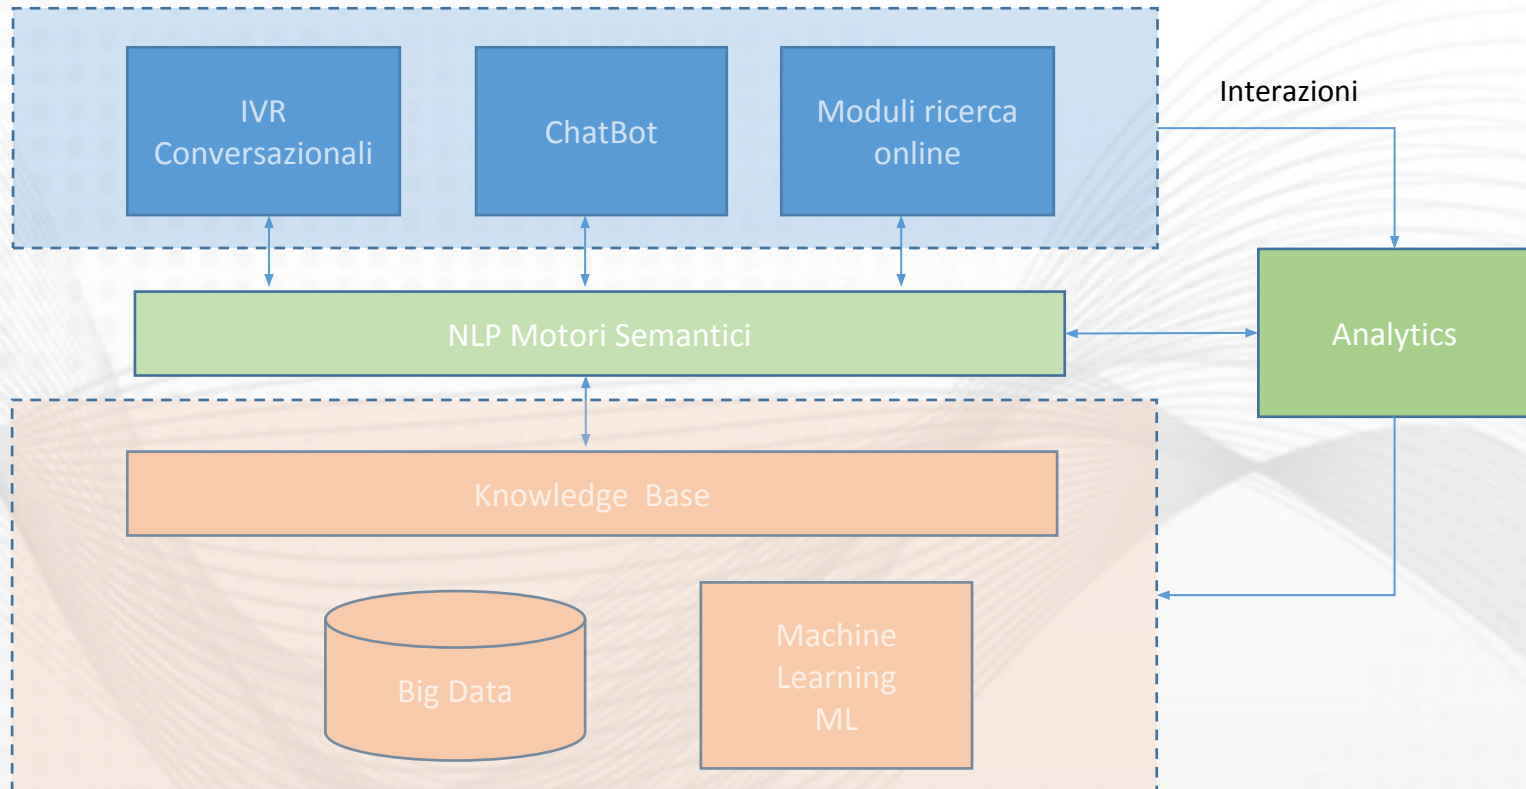 IVR
Conversazionali
ChatBot
Moduli ricerca
online
Interazioni
NLP Motori Semantici
Analytics
Knowledge  Base
Big Data
Machine
Learning
ML